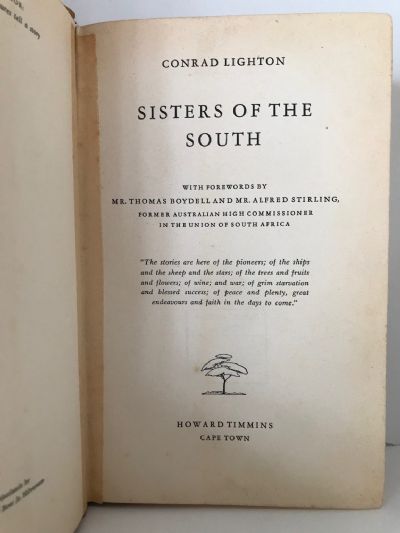 ures tell a story
CONRAD LIGHTON
SISTERS OF THE
SOUTH
WITH FOREWORDS BY
MR. THOMAS BOYDELL AND MR. ALFRED STIRLING,
FORMER AUSTRALIAN HIGH COMMISSIONER
IN THE UNION OF SOUTH AFRICA
"The stories are here of the pioneers; of the ships
and the sheep and the stars; of the trees and fruits
and flowers; of wine; and war; of grim starvation
and blessed success; of peace and plenty, great
endeavours and faith in the days to come."
HOWARD TIMMINS
CAPE TOWN